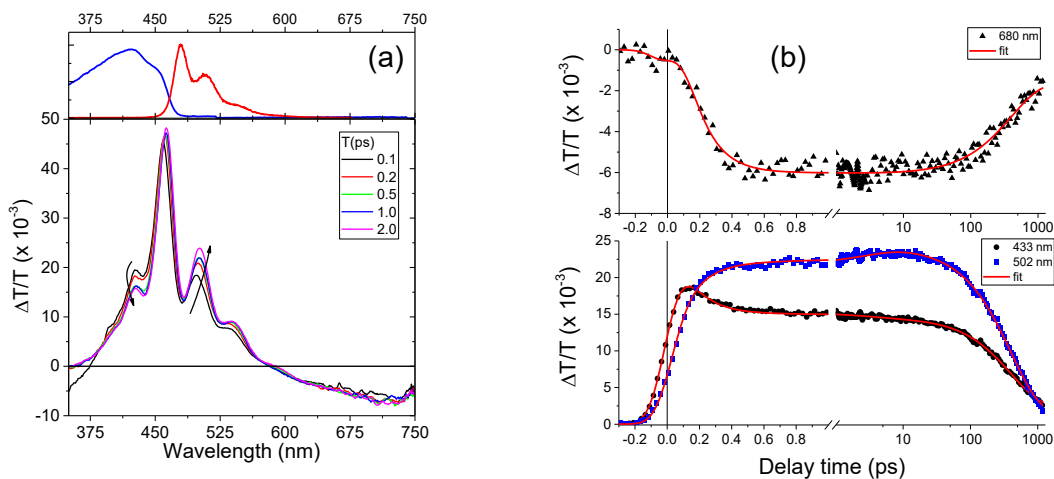 375 450 525 600 675 750
(a)
50
40
30
20
10
0
-10
ΔT/T (x 10⁻³)
T(ps)
0.1
0.2
0.5
1.0
2.0
375 450 525 600 675 750
Wavelength (nm)
(b)
680 nm
fit
0
-2
-4
-6
-8
ΔT/T (x 10⁻³)
-0.2 0.0 0.2 0.4 0.6 0.8 10 100 1000
433 nm
502 nm
fit
25
20
15
10
5
0
ΔT/T (x 10⁻³)
-0.2 0.0 0.2 0.4 0.6 0.8 10 100 1000
Delay time (ps)